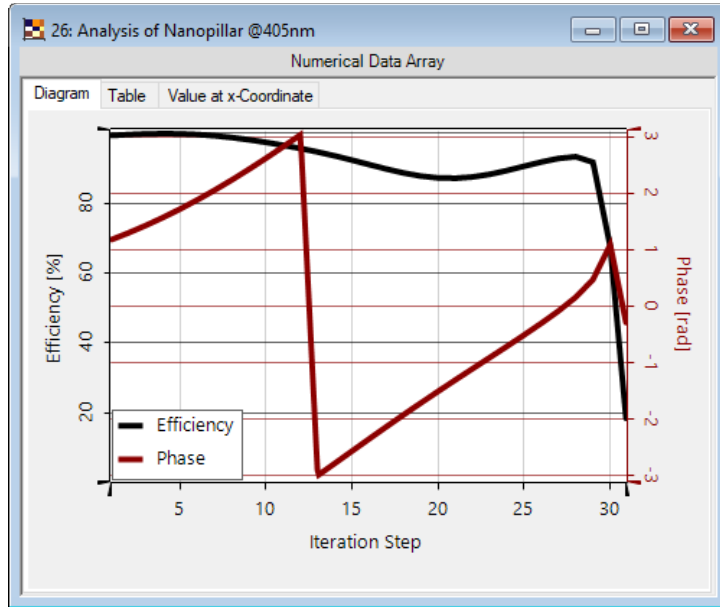 26: Analysis of Nanopillar @405nm
Numerical Data Array
Diagram Table Value at x-Coordinate
80
60
40
20
Efficiency [%]
3
2
1
0
-1
-2
-3
Phase [rad]
Efficiency
Phase
5 10 15 20 25 30
Iteration Step